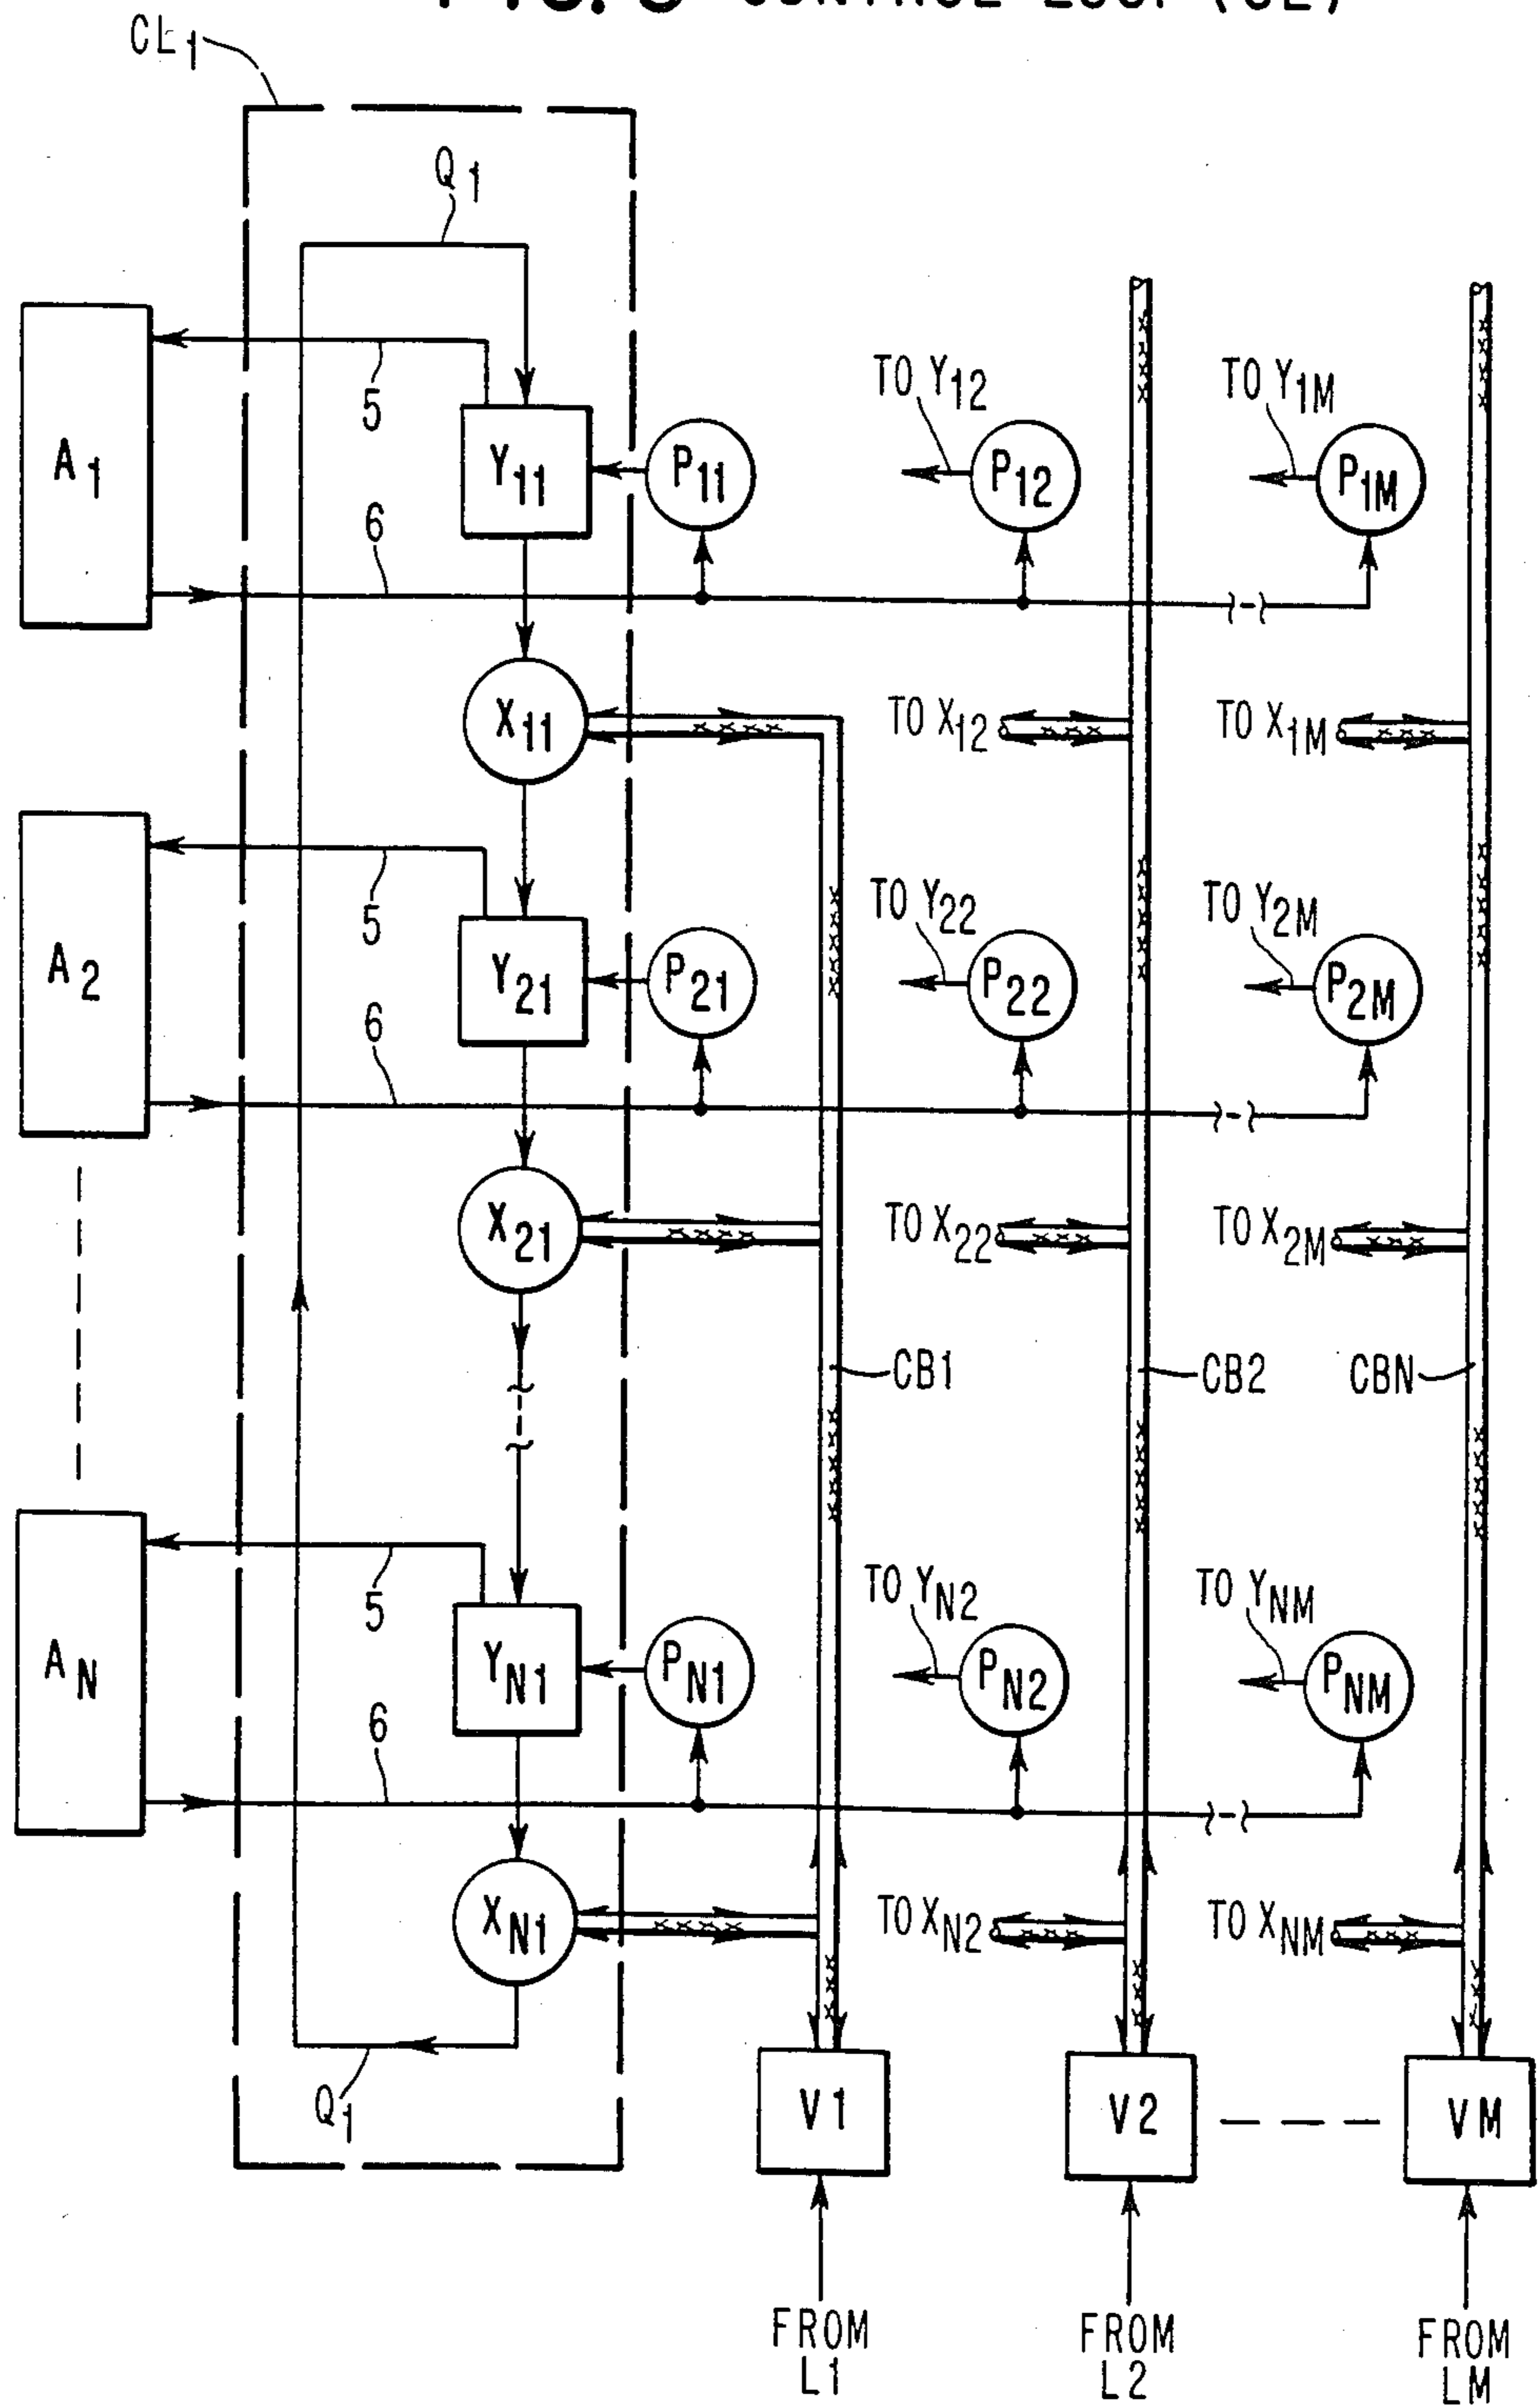 CL1
Q1
A1
5
Y11
P11
TO Y12
P12
TO Y1M
P1M
6
X11
TO X12
TO X1M
A2
5
Y21
P21
TO Y22
P22
TO Y2M
P2M
6
X21
TO X22
TO X2M
CB1
CB2
CBN
AN
5
YN1
PN1
TO YN2
PN2
TO YNM
PNM
6
XN1
TO XN2
TO XNM
Q1
V1
V2
VM
FROM
L1
FROM
L2
FROM
LM